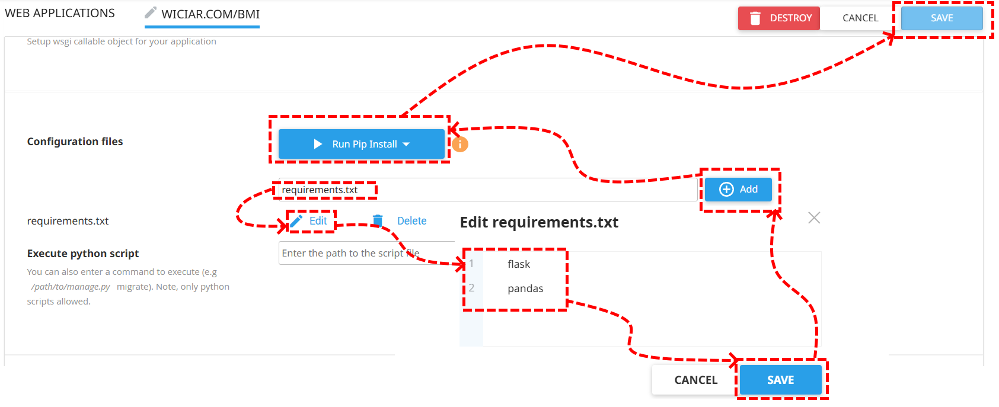 WEB APPLICATIONS
WICIAR.COM/BMI
DESTROY
CANCEL
SAVE
Setup wsgi callable object for your application
Configuration files
Run Pip Install
i
requirements.txt
Add
requirements.txt
Edit
Delete
Edit requirements.txt
Execute python script
Enter the path to the script file
You can also enter a command to execute (e.g
/path/to/manage.py migrate). Note, only python
scripts allowed.
1 flask
2 pandas
CANCEL
SAVE